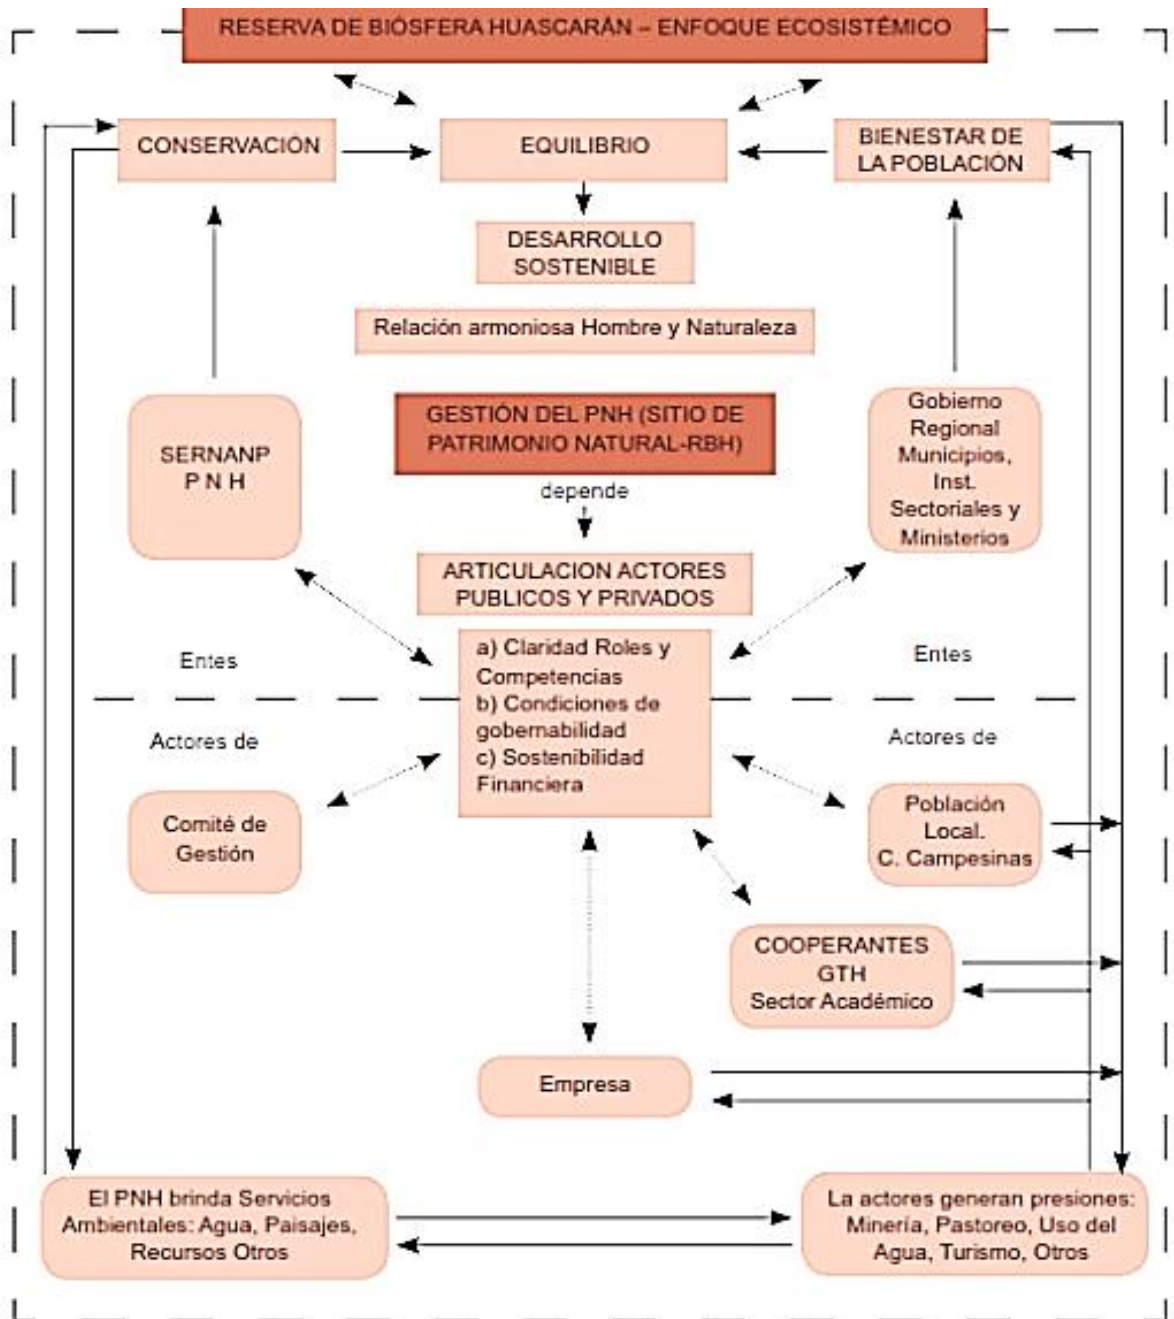 RESERVA DE BIÓSFERA HUASCARÁN – ENFOQUE ECOSISTÉMICO
CONSERVACIÓN
EQUILIBRIO
BIENESTAR DE
LA POBLACIÓN
DESARROLLO
SOSTENIBLE
Relación armoniosa Hombre y Naturaleza
SERNANP
P N H
GESTIÓN DEL PNH (SITIO DE
PATRIMONIO NATURAL-RBH)
depende
Gobierno
Regional
Municipios,
Inst.
Sectoriales y
Ministerios
ARTICULACION ACTORES
PUBLICOS Y PRIVADOS
a) Claridad Roles y
Competencias
b) Condiciones de
gobernabilidad
c) Sostenibilidad
Financiera
Entes
Entes
Actores de
Actores de
Comité de
Gestión
Población
Local.
C. Campesinas
COOPERANTES
GTH
Sector Académico
Empresa
El PNH brinda Servicios
Ambientales: Agua, Paisajes,
Recursos Otros
La actores generan presiones:
Minería, Pastoreo, Uso del
Agua, Turismo, Otros